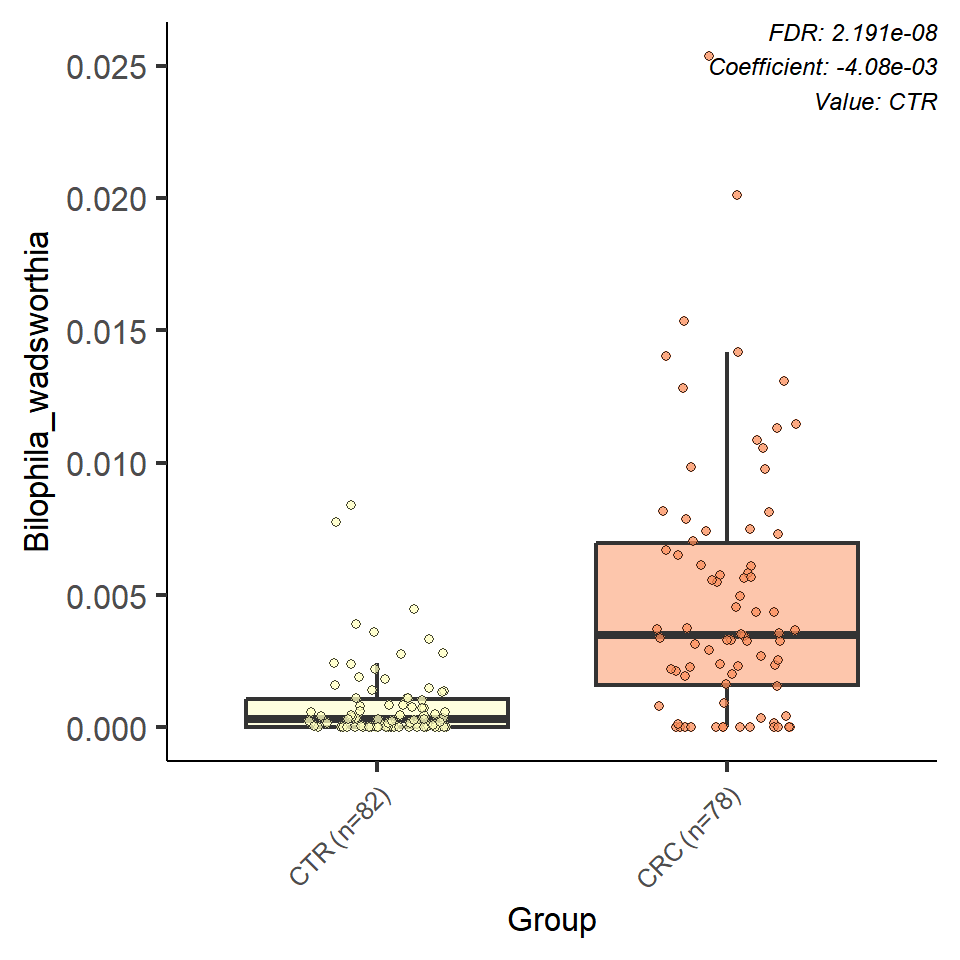 FDR: 2.191e-08
Coefficient: -4.08e-03
Value: CTR
0.025
0.020
0.015
0.010
0.005
0.000
Bilophila_wadsworthia
CTR (n=82)
CRC (n=78)
Group